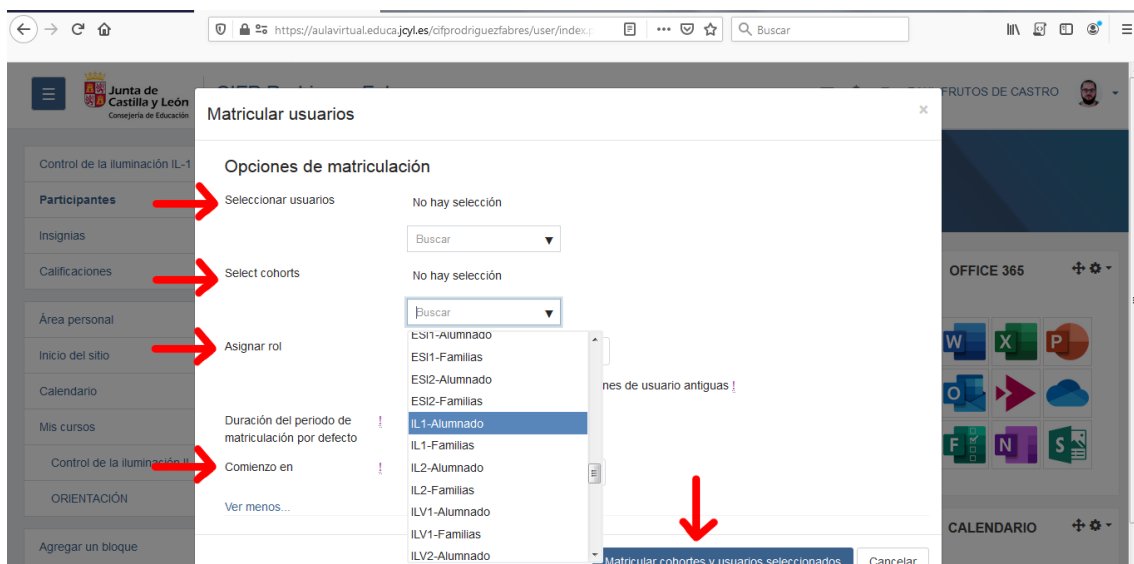 https://aulavirtual.educa.jcyl.es/cifprodriguezfabres/user/index.p
Buscar
Junta de
Castilla y León
Consejería de Educación
FRUTOS DE CASTRO
Matricular usuarios
×
Control de la iluminación IL-1
Participantes
Insignias
Calificaciones
Área personal
Inicio del sitio
Calendario
Mis cursos
Control de la iluminación IL
ORIENTACIÓN
Agregar un bloque
Opciones de matriculación
Seleccionar usuarios
No hay selección
Buscar
Select cohorts
No hay selección
Buscar
Asignar rol
ESI1-Alumnado
ESI1-Familias
ESI2-Alumnado
ESI2-Familias
IL1-Alumnado
IL1-Familias
IL2-Alumnado
IL2-Familias
ILV1-Alumnado
ILV1-Familias
ILV2-Alumnado
nes de usuario antiguas !
Duración del periodo de !
matriculación por defecto
Comienzo en !
Ver menos...
Matricular cohortes y usuarios seleccionados
Cancelar
OFFICE 365
W
X
P
O
F
N
S
CALENDARIO